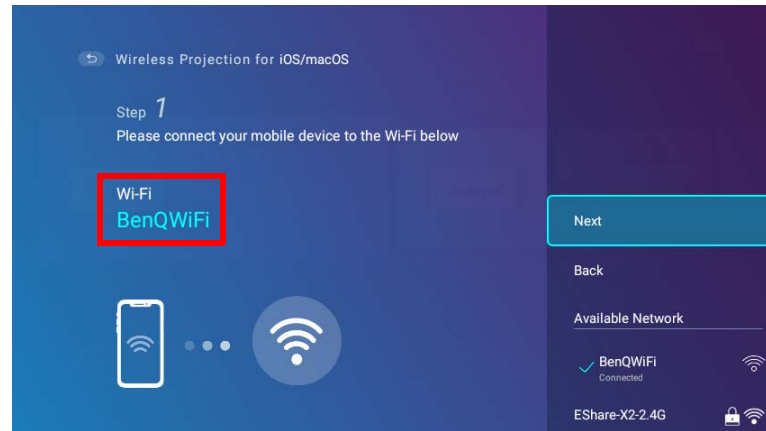 Wireless Projection for iOS/macOS
Step 1
Please connect your mobile device to the Wi-Fi below
Wi-Fi
BenQWiFi
Next
Back
Available Network
BenQWiFi
Connected
EShare-X2-2.4G